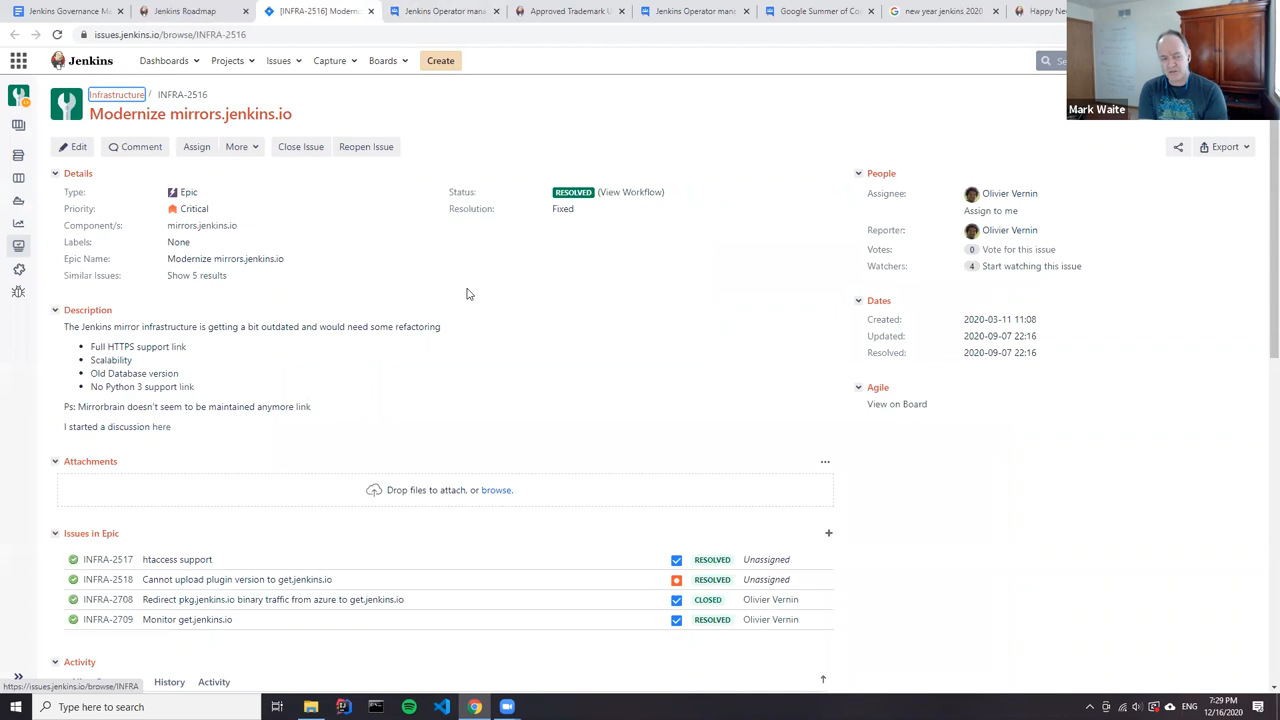 Jenkins Governance M
Jenkins Roadmap
[INFRA-2516] Moderniz
Jenkins Operator man
Approved Trademark U
Jenkins Operator man
Google Summer of Co
new year jenkins 2020
Happy Ne
issues.jenkins.io/browse/INFRA-2516
Jenkins
Dashboards
Projects
Issues
Capture
Boards
Create
Se
Mark Waite
Infrastructure / INFRA-2516
Modernize mirrors.jenkins.io
Edit
Comment
Assign
More
Close Issue
Reopen Issue
Export
Details
Type: Epic
Status: RESOLVED (View Workflow)
Priority: Critical
Resolution: Fixed
Component/s: mirrors.jenkins.io
Labels: None
Epic Name: Modernize mirrors.jenkins.io
Similar Issues: Show 5 results
People
Assignee: Olivier Vernin
Assign to me
Reporter: Olivier Vernin
Votes: 0 Vote for this issue
Watchers: 4 Start watching this issue
Description
The Jenkins mirror infrastructure is getting a bit outdated and would need some refactoring
Full HTTPS support link
Scalability
Old Database version
No Python 3 support link
Ps: Mirrorbrain doesn't seem to be maintained anymore link
I started a discussion here
Dates
Created: 2020-03-11 11:08
Updated: 2020-09-07 22:16
Resolved: 2020-09-07 22:16
Agile
View on Board
Attachments
Drop files to attach, or browse.
Issues in Epic
INFRA-2517 htaccess support RESOLVED Unassigned
INFRA-2518 Cannot upload plugin version to get.jenkins.io RESOLVED Unassigned
INFRA-2708 Redirect pkg.jenkins.io binary traffic from azure to get.jenkins.io CLOSED Olivier Vernin
INFRA-2709 Monitor get.jenkins.io RESOLVED Olivier Vernin
Activity
History
Activity
https://issues.jenkins.io/browse/INFRA
Type here to search
ENG
7:29 PM
12/16/2020